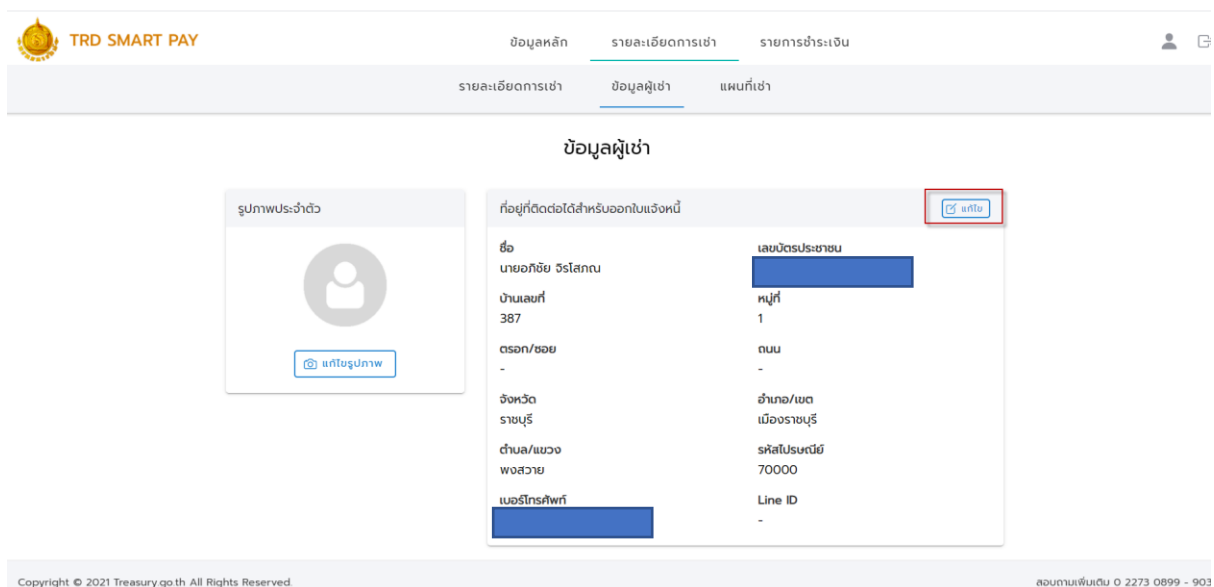 TRD SMART PAY
ข้อมูลหลัก รายละเอียดการเช่า รายการชำระเงิน
รายละเอียดการเช่า ข้อมูลผู้เช่า แผนที่เช่า
ข้อมูลผู้เช่า
รูปภาพประจำตัว
แก้ไขรูปภาพ
ที่อยู่ที่ติดต่อได้สำหรับออกใบแจ้งหนี้ แก้ไข
ชื่อ เลขบัตรประชาชน
นายอภิชัย จิรโสภณ
บ้านเลขที่ หมู่ที่
387 1
ตรอก/ซอย ถนน
- -
จังหวัด อำเภอ/เขต
ราชบุรี เมืองราชบุรี
ตำบล/แขวง รหัสไปรษณีย์
พงสวาย 70000
เบอร์โทรศัพท์ Line ID
-
Copyright © 2021 Treasury.go.th All Rights Reserved. สอบถามเพิ่มเติม 0 2273 0899 - 903